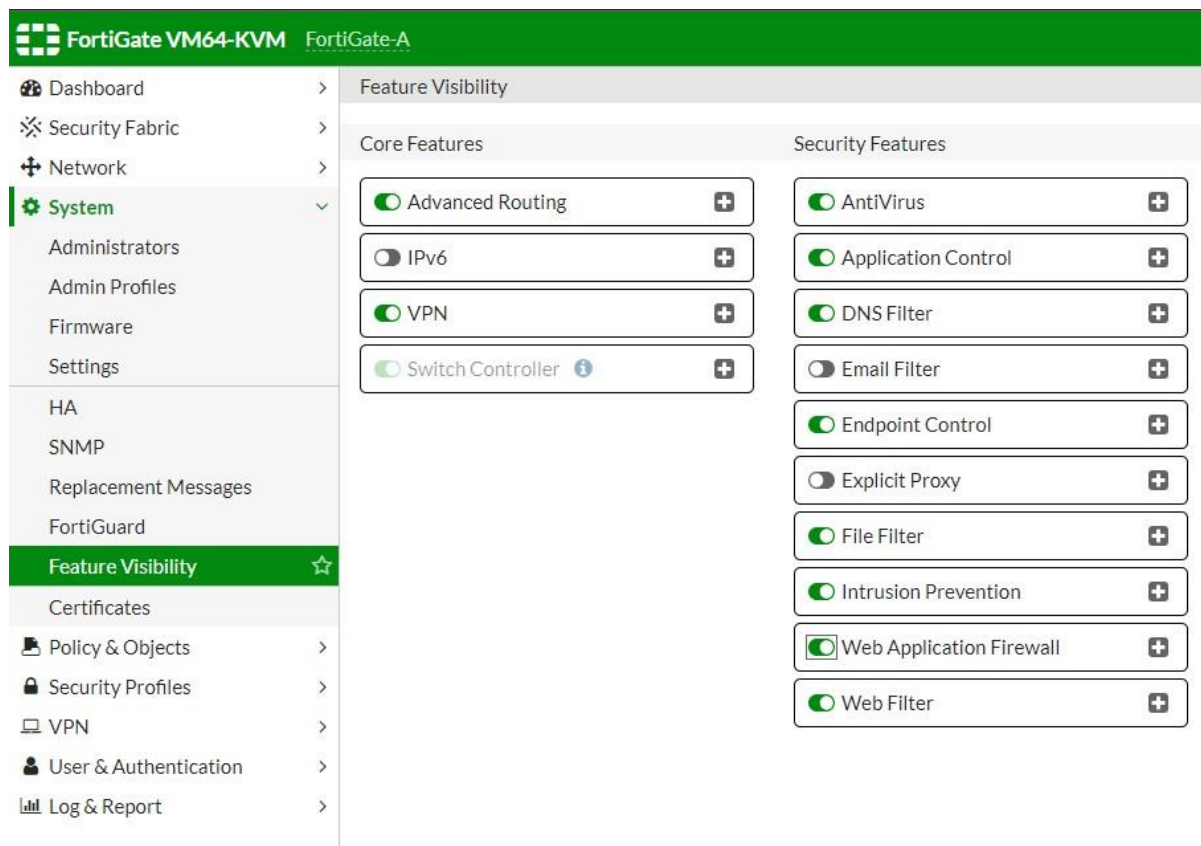 FortiGate VM64-KVM FortiGate-A
Dashboard
Security Fabric
Network
System
Administrators
Admin Profiles
Firmware
Settings
HA
SNMP
Replacement Messages
FortiGuard
Feature Visibility
Certificates
Policy & Objects
Security Profiles
VPN
User & Authentication
Log & Report
Feature Visibility
Core Features
Advanced Routing
IPv6
VPN
Switch Controller
Security Features
AntiVirus
Application Control
DNS Filter
Email Filter
Endpoint Control
Explicit Proxy
File Filter
Intrusion Prevention
Web Application Firewall
Web Filter